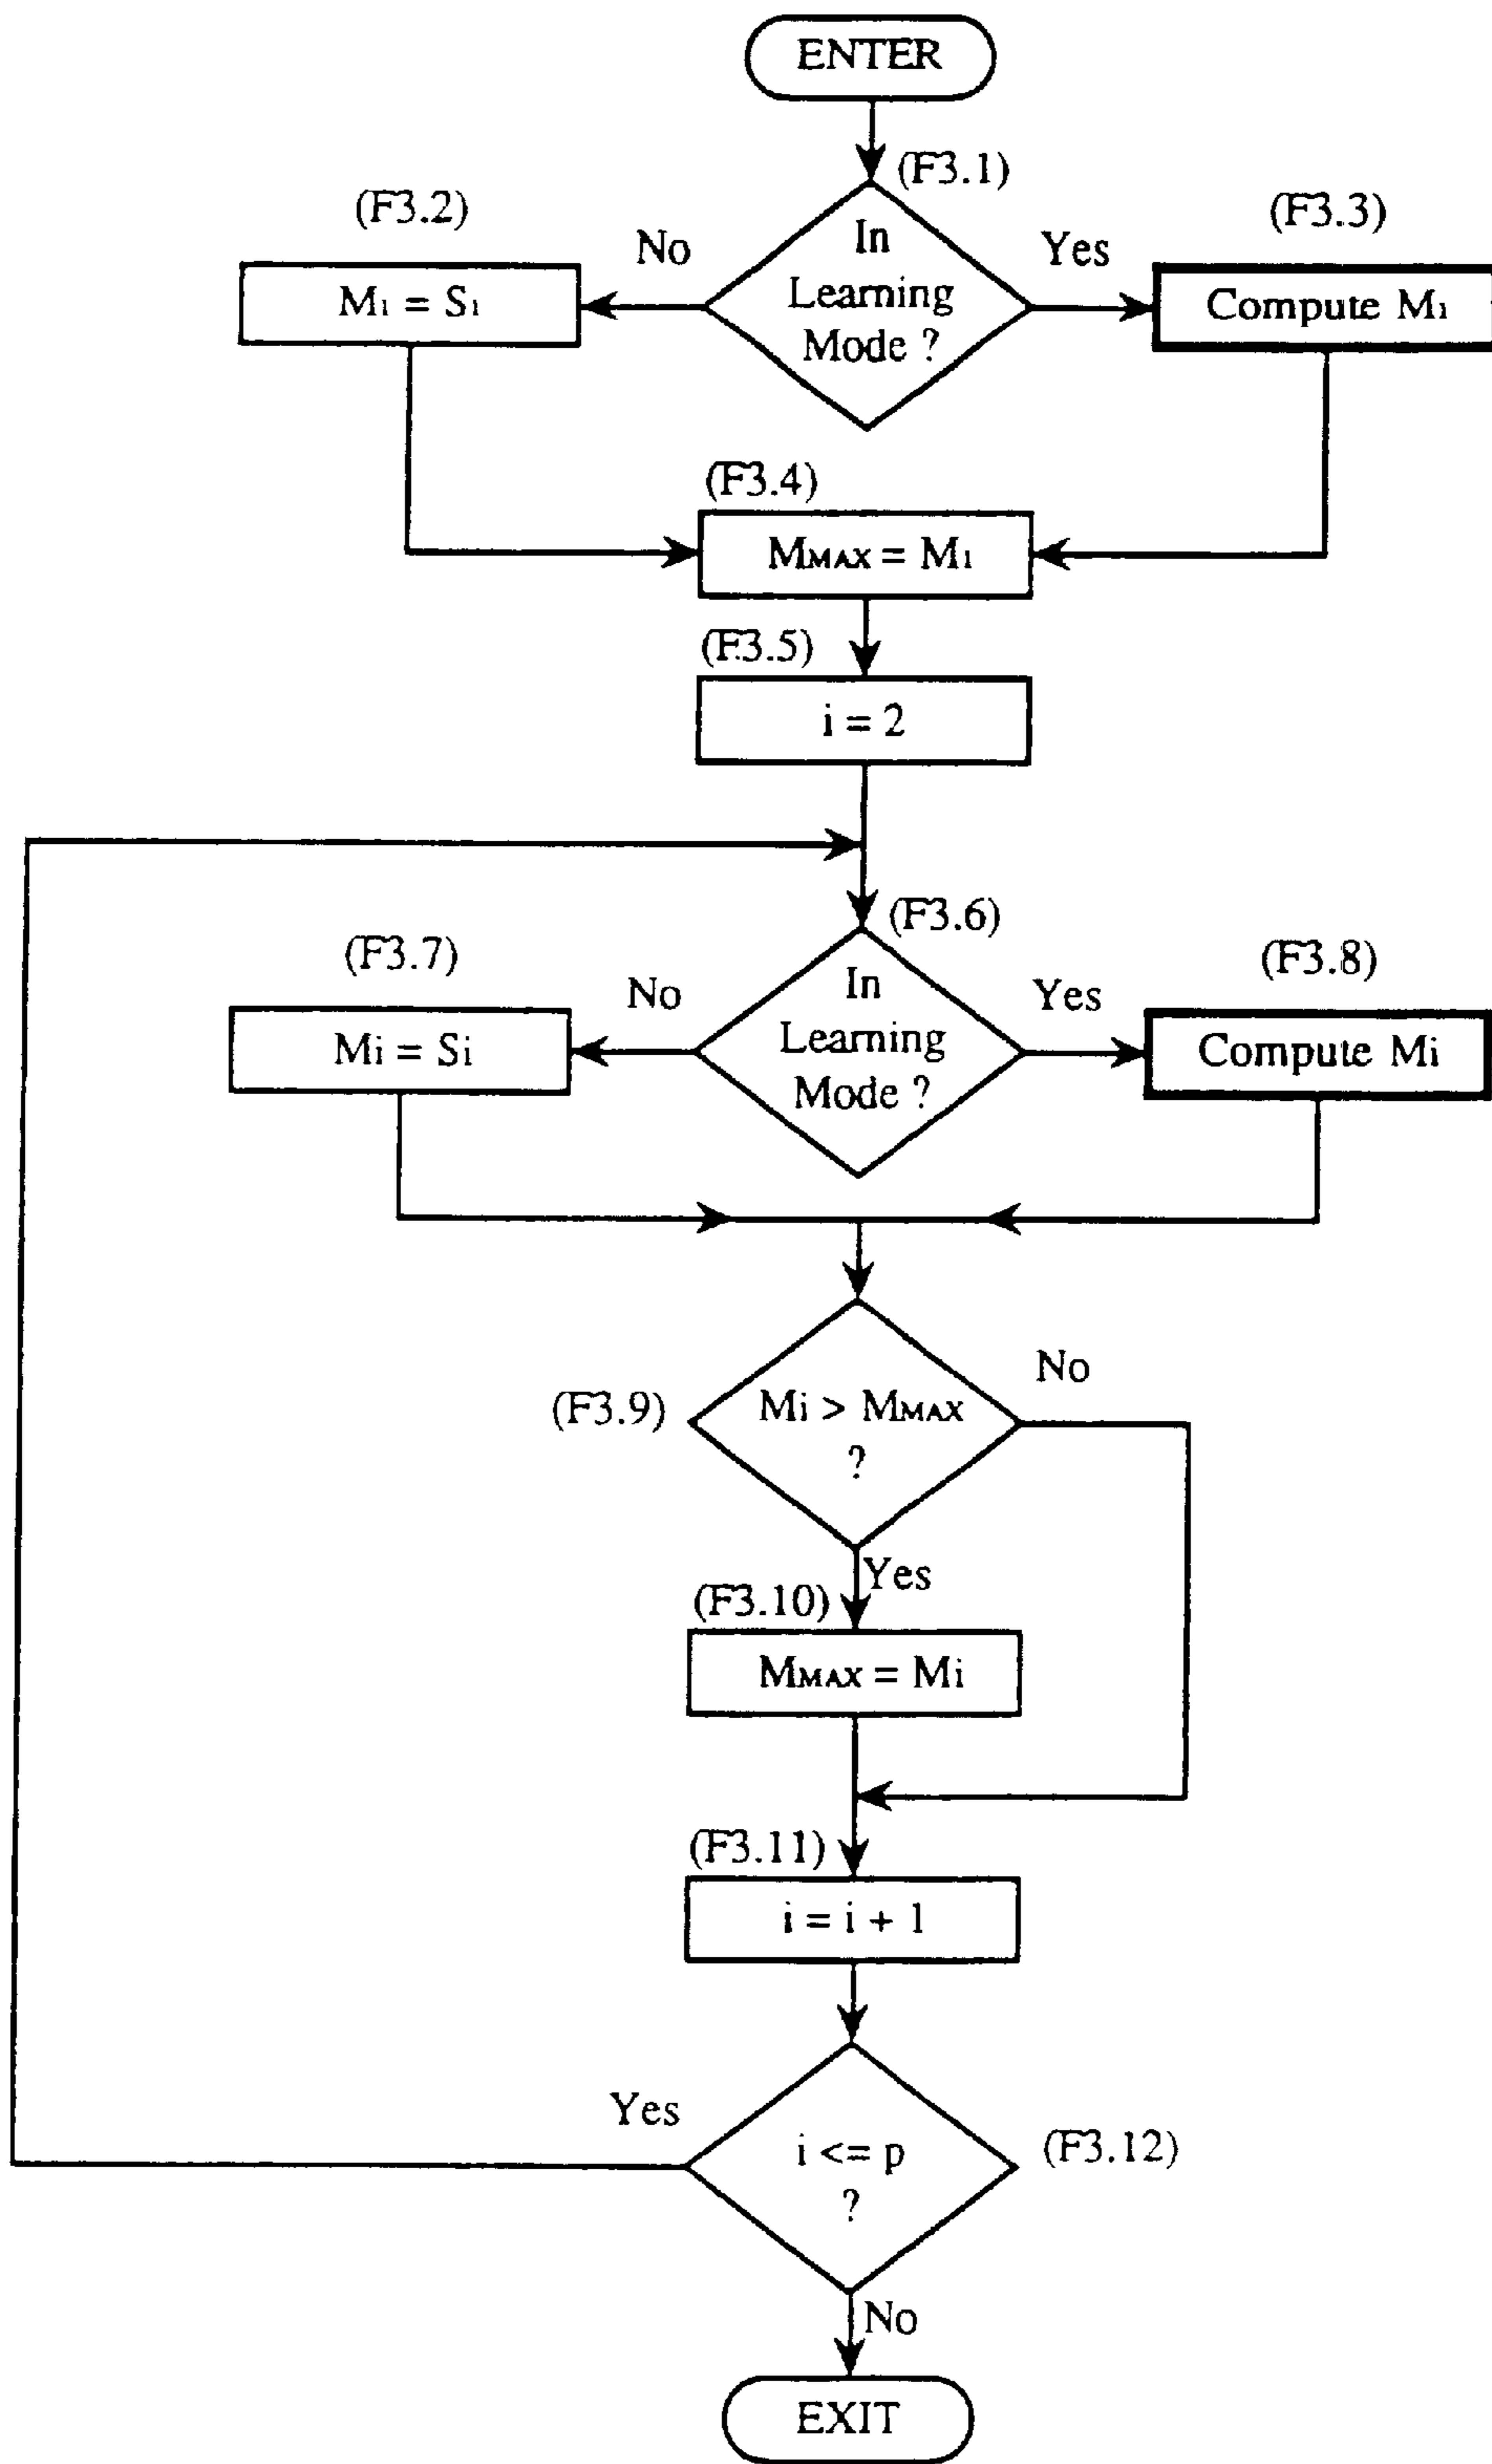 ENTER
(F3.1)
(F3.2)
(F3.3)
No
In
Learning
Mode ?
Yes
M1 = S1
Compute M1
(F3.4)
MMAX = M1
(F3.5)
i = 2
(F3.6)
(F3.7)
(F3.8)
No
In
Learning
Mode ?
Yes
Mi = Si
Compute Mi
(F3.9)
Mi > MMAX
?
No
Yes
(F3.10)
MMAX = Mi
(F3.11)
i = i + 1
Yes
i <= p
?
(F3.12)
No
EXIT